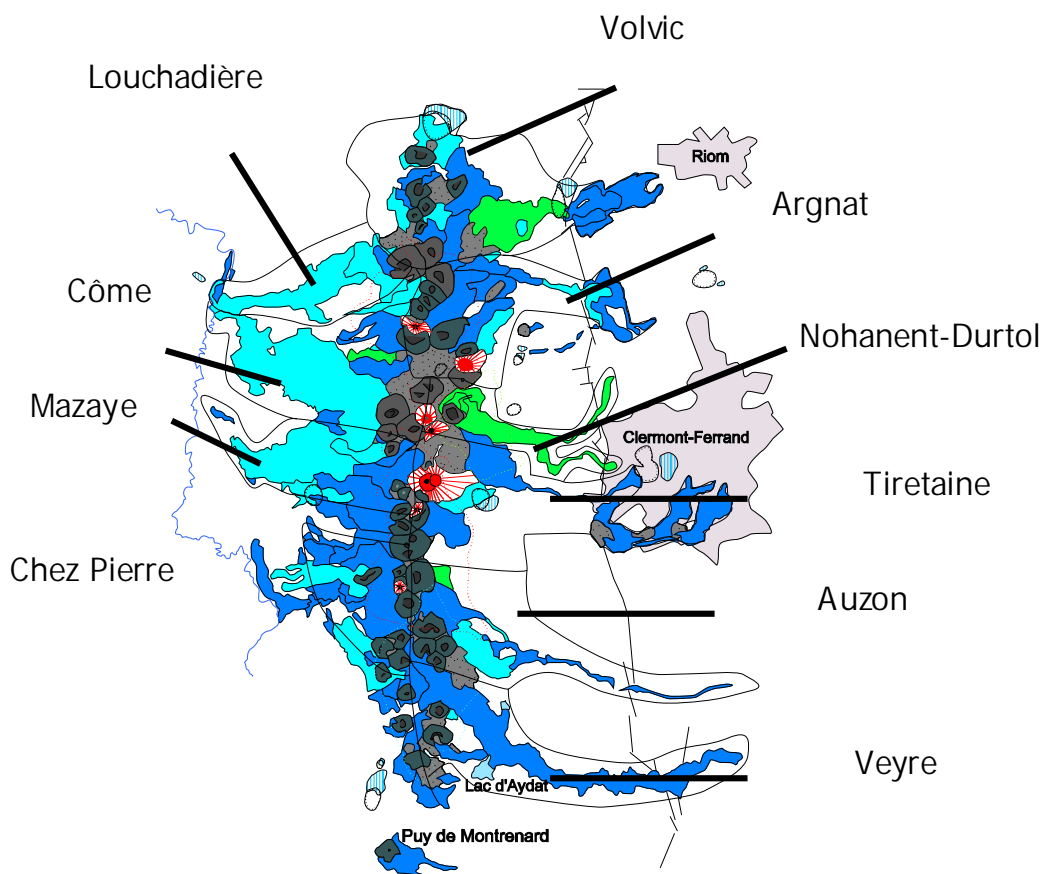 Volvic
Louchadière
Riom
Argnat
Côme
Nohanent-Durtol
Mazaye
Clermont-Ferrand
Tiretaine
Chez Pierre
Auzon
Veyre
Lac d'Aydat
Puy de Montrenard